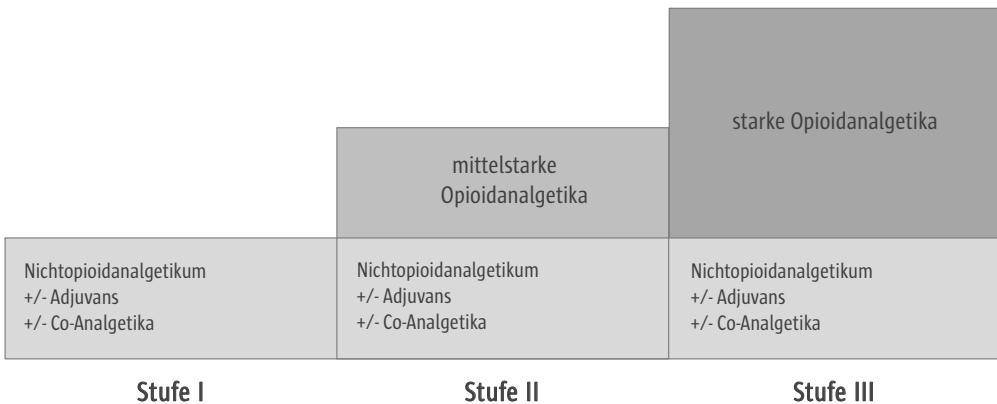 starke Opioidanalgetika
mittelstarke
Opioidanalgetika
Nichtopioidanalgetikum
+/- Adjuvans
+/- Co-Analgetika
Nichtopioidanalgetikum
+/- Adjuvans
+/- Co-Analgetika
Nichtopioidanalgetikum
+/- Adjuvans
+/- Co-Analgetika
Stufe I
Stufe II
Stufe III